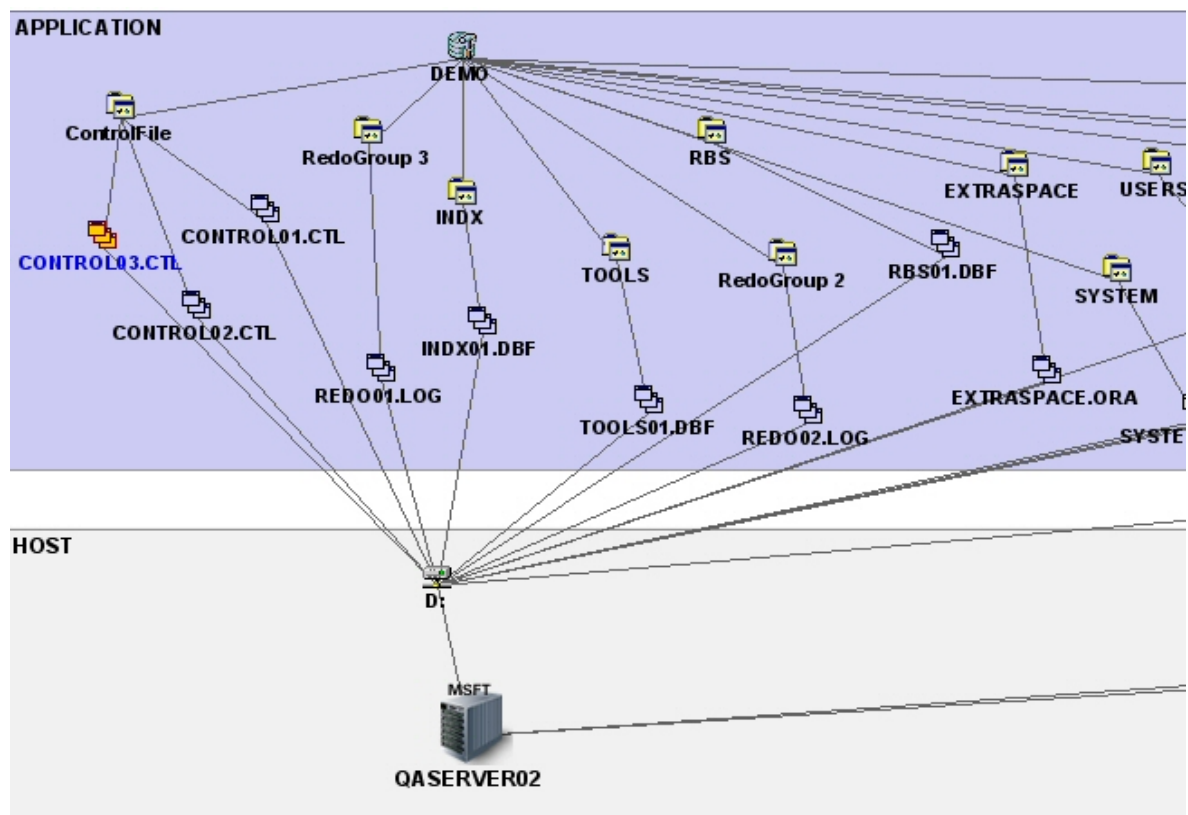 APPLICATION
DEMO
ControlFile
RedoGroup 3
RBS
EXTRASPACE
USERS
INDX
CONTROL01.CTL
CONTROL03.CTL
TOOLS
RedoGroup 2
RBS01.DBF
SYSTEM
CONTROL02.CTL
INDX01.DBF
REDO01.LOG
EXTRASPACE.ORA
TOOLS01.DBF
REDO02.LOG
SYSTE
HOST
D:
MSFT
QASERVER02